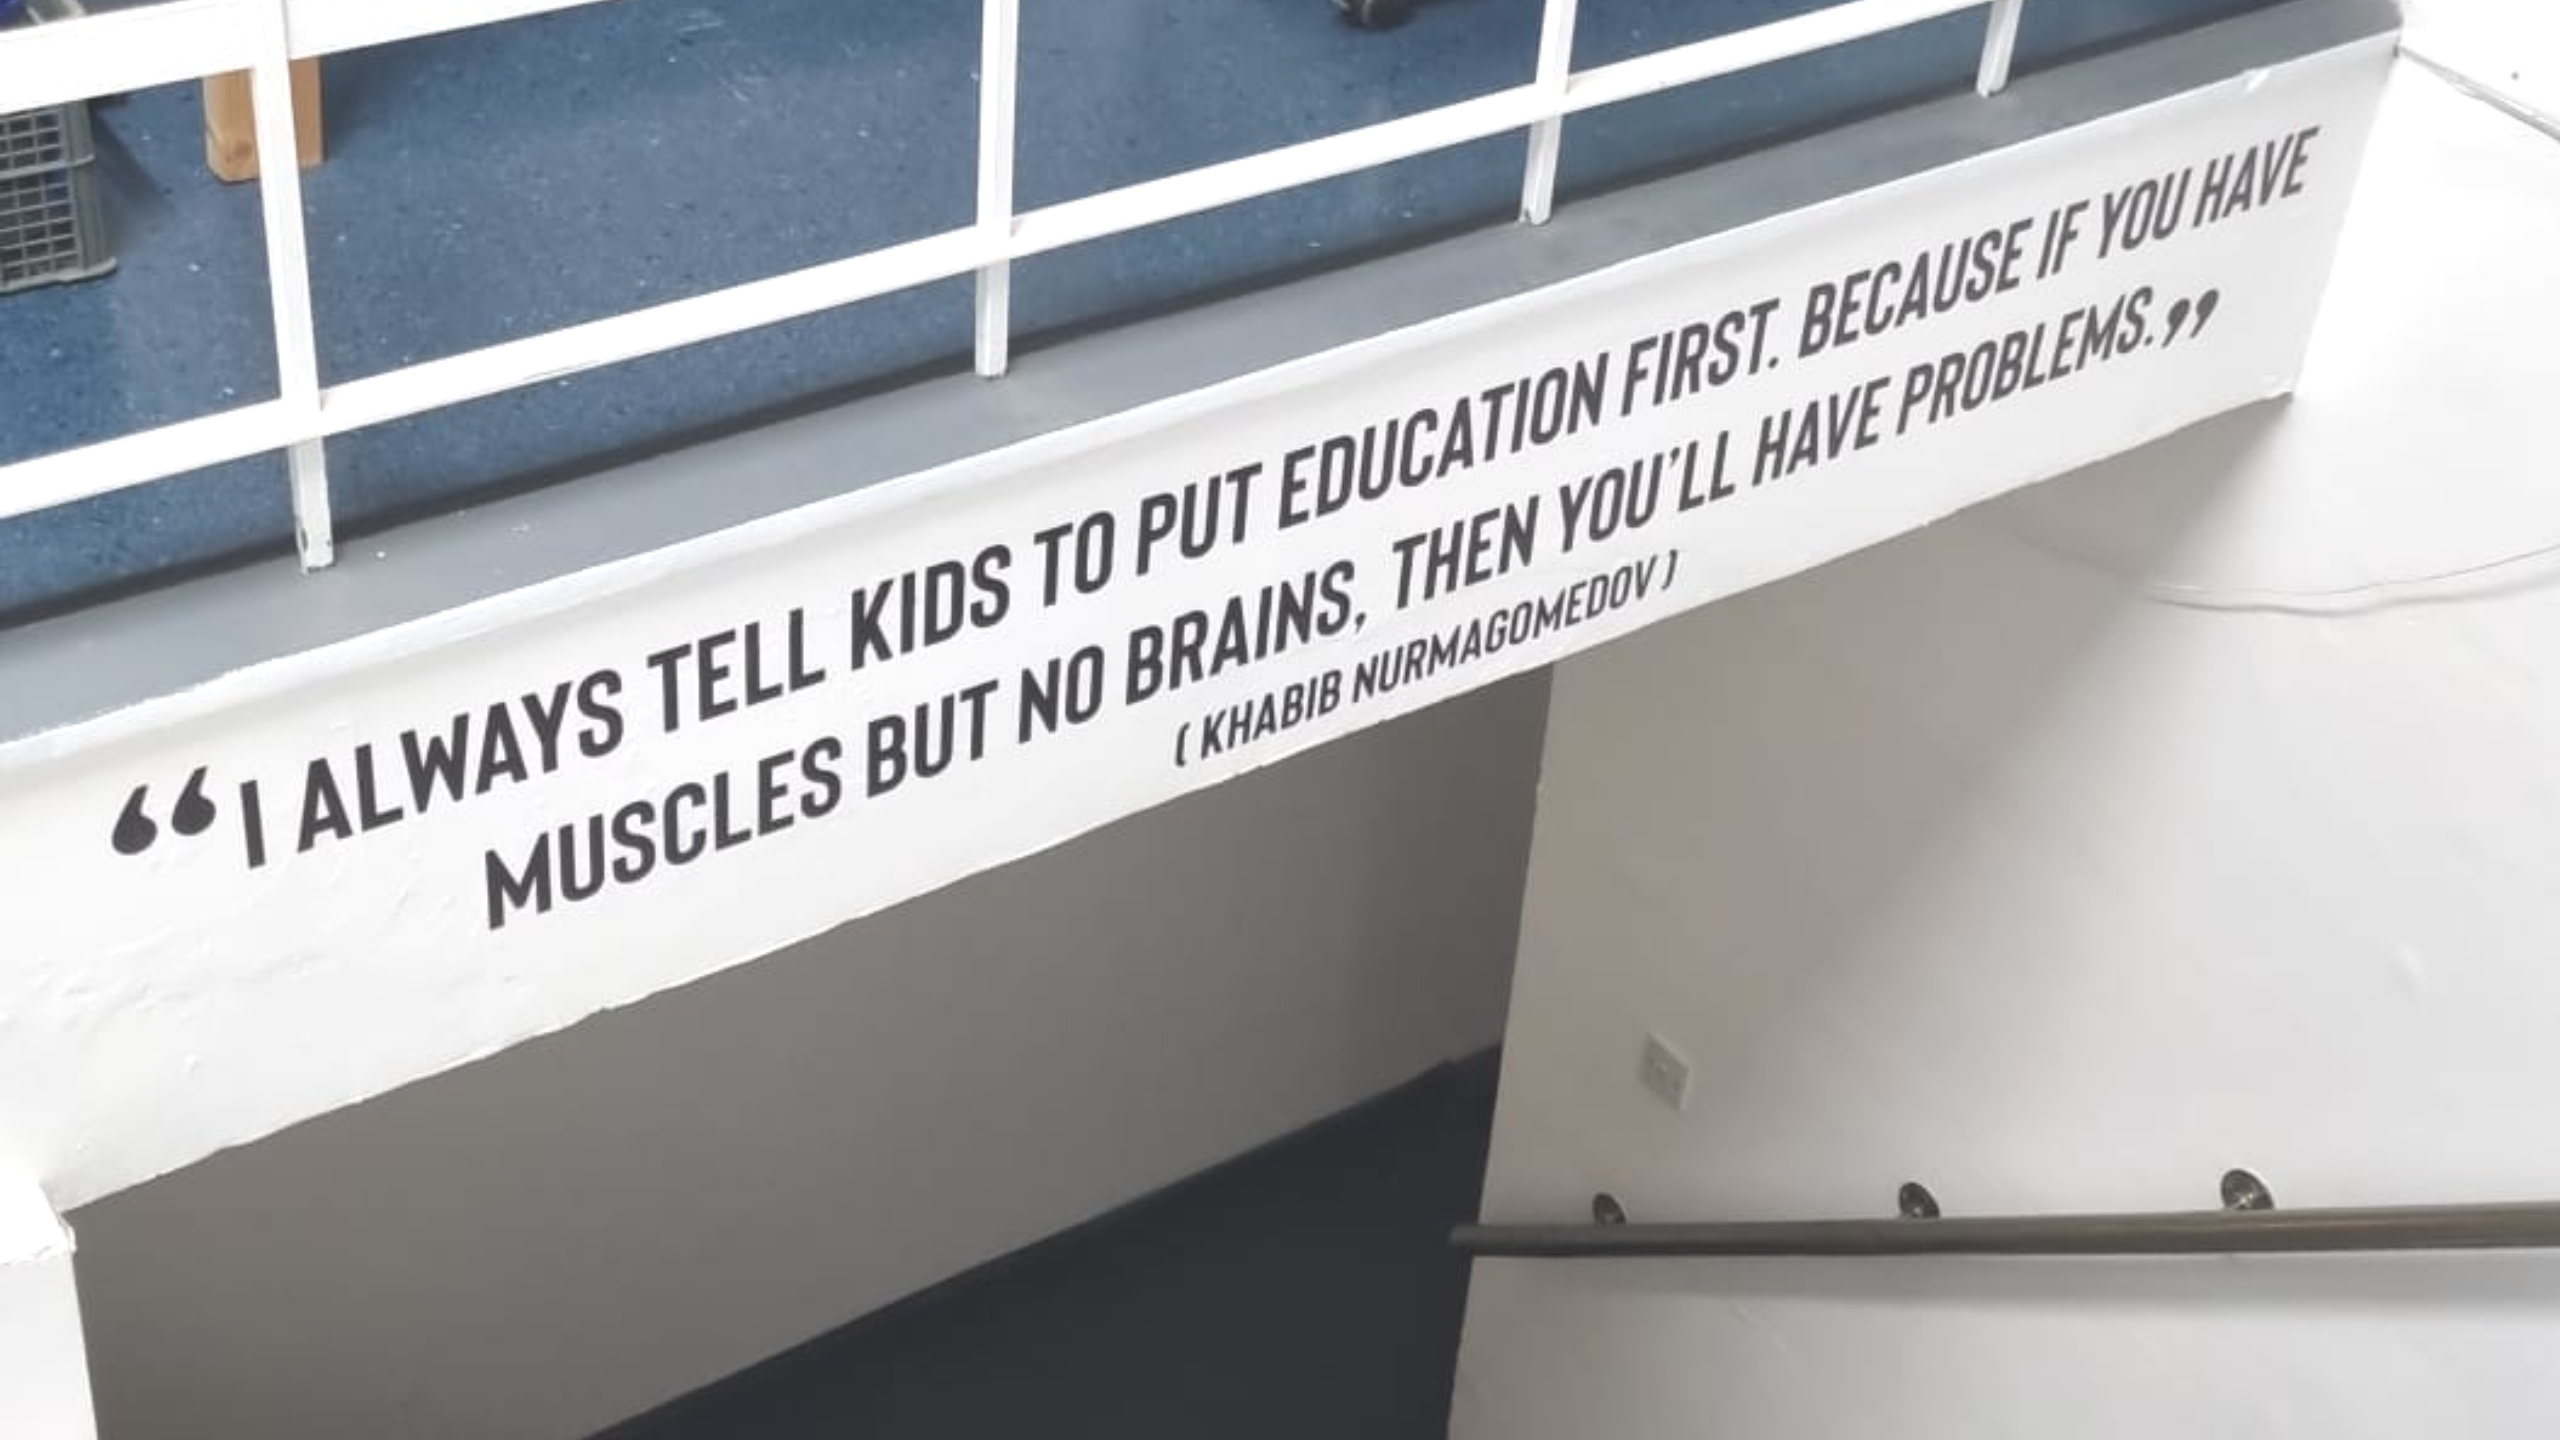 “I ALWAYS TELL KIDS TO PUT EDUCATION FIRST. BECAUSE IF YOU HAVE
MUSCLES BUT NO BRAINS, THEN YOU'LL HAVE PROBLEMS.”
( KHABIB NURMAGOMEDOV )